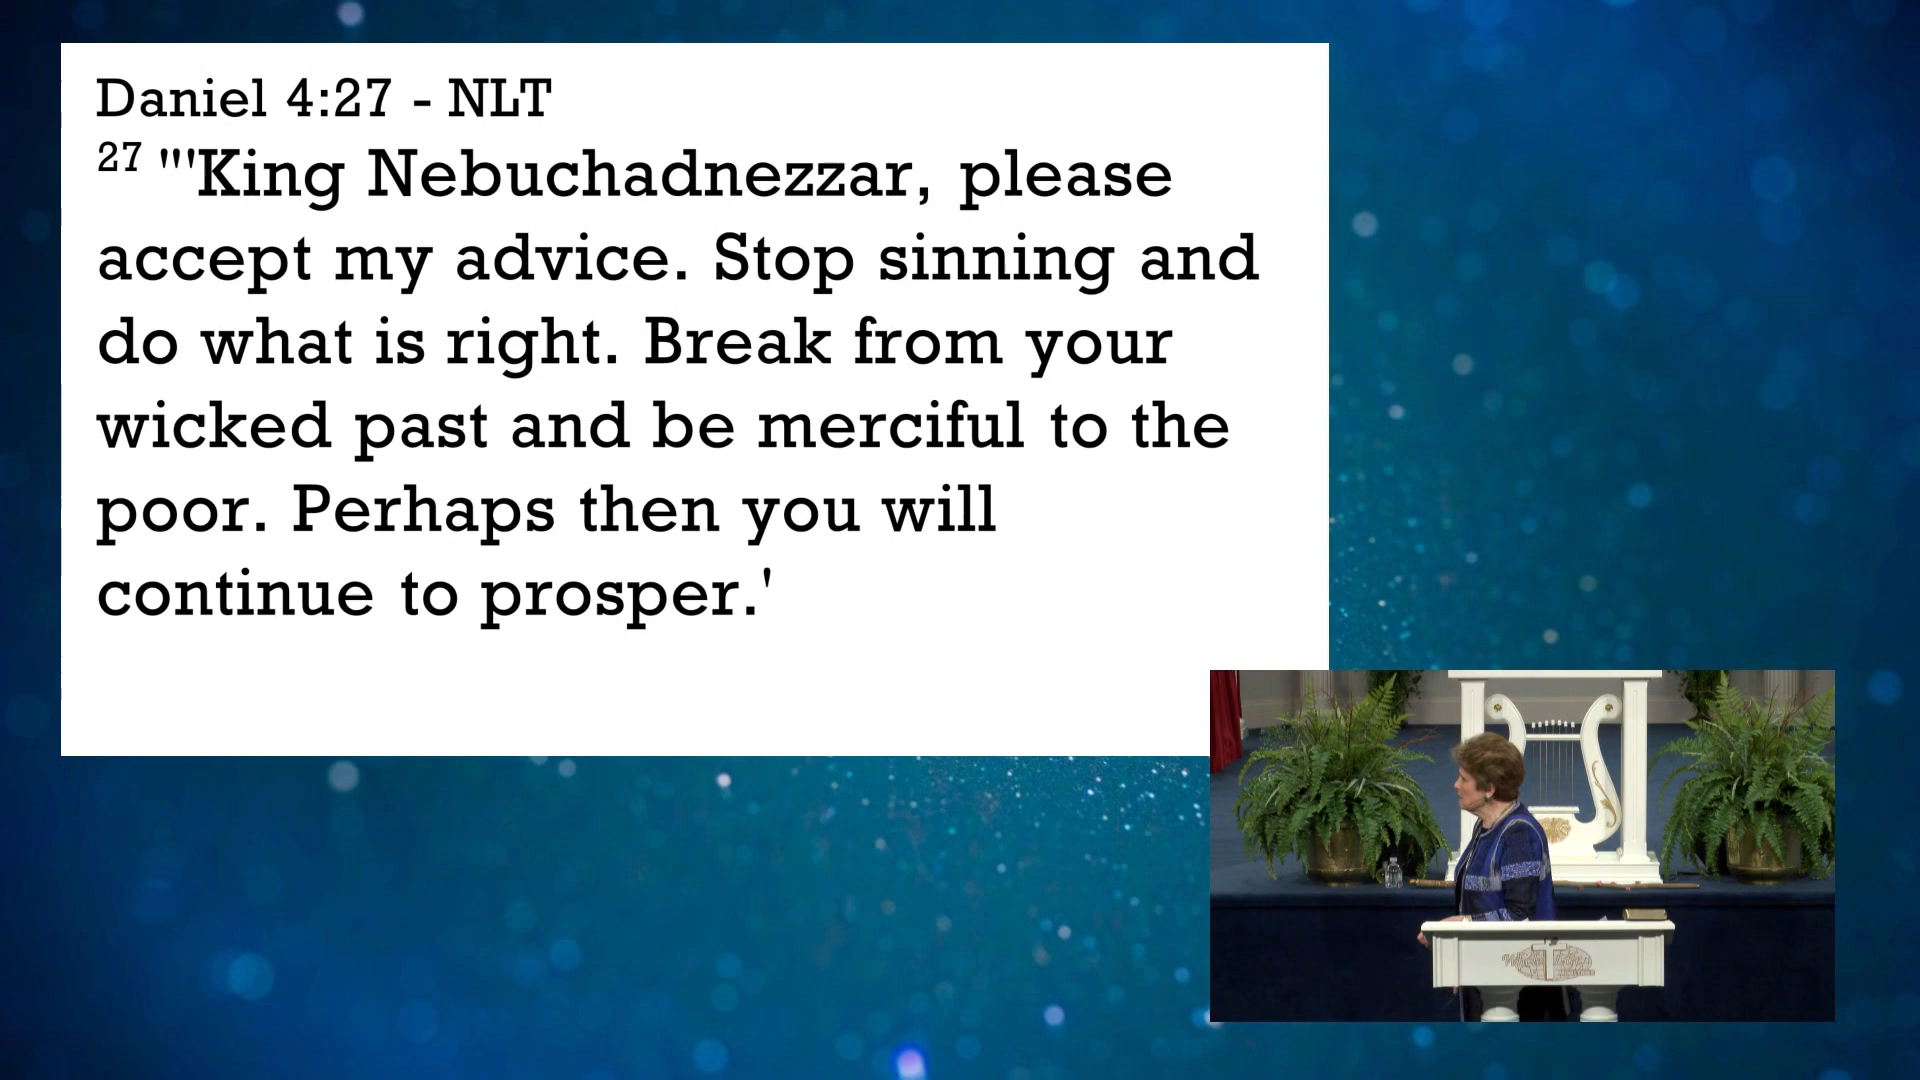 Daniel 4:27 - NLT
27 "'King Nebuchadnezzar, please
accept my advice. Stop sinning and
do what is right. Break from your
wicked past and be merciful to the
poor. Perhaps then you will
continue to prosper.'